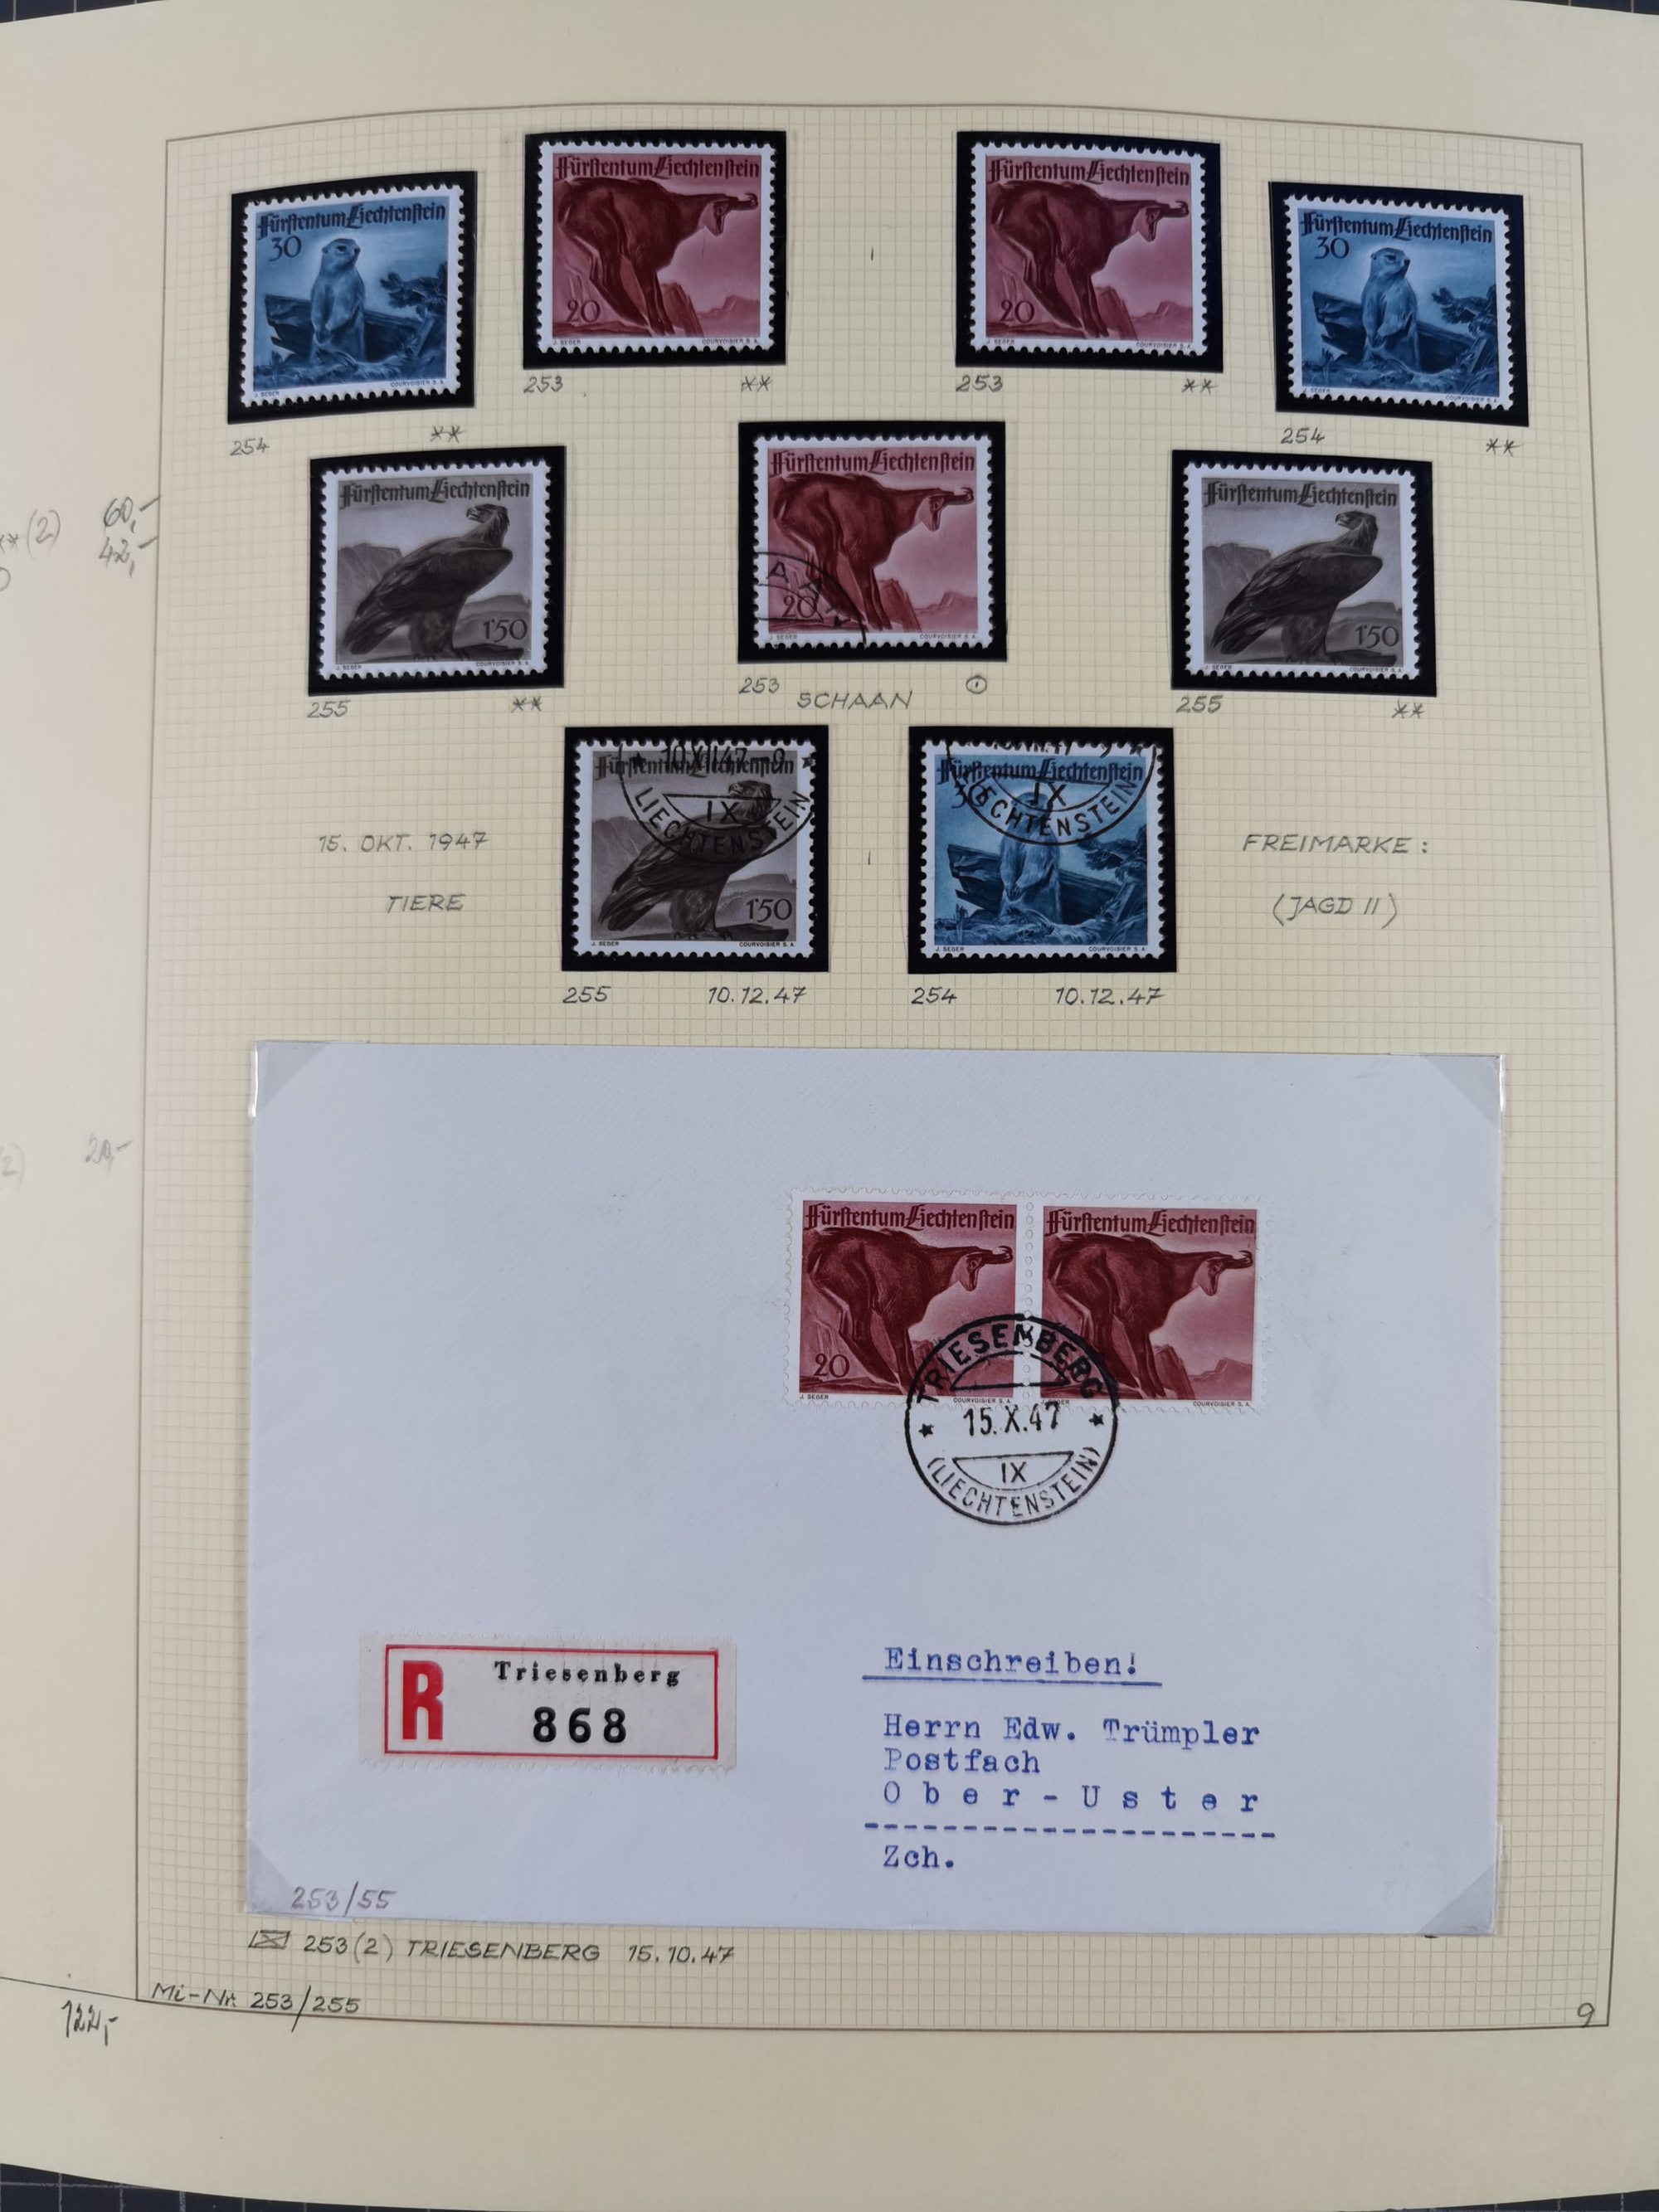 Fürstentum Liechtenstein
30
J. SEGER COURVOISIER S. A.
254 **
Fürstentum Liechtenstein
20
J. SEGER COURVOISIER S. A.
253 **
Fürstentum Liechtenstein
20
J. SEGER COURVOISIER S. A.
253 **
Fürstentum Liechtenstein
30
J. SEGER COURVOISIER S. A.
254 **
**(2) 60,-
42,-
Fürstentum Liechtenstein
1'50
J. SEGER COURVOISIER S. A.
255 **
Fürstentum Liechtenstein
20
J. SEGER COURVOISIER S. A.
253
SCHAAN
Fürstentum Liechtenstein
1'50
J. SEGER COURVOISIER S. A.
255 **
15. OKT. 1947
TIERE
Fürstentum Liechtenstein
10.XII.47-9
IX
LIECHTENSTEIN
1'50
J. SEGER COURVOISIER S. A.
255 10.12.47
Fürstentum Liechtenstein
IX
J. SEGER COURVOISIER S. A.
254 10.12.47
FREIMARKE:
(JAGD II)
Fürstentum Liechtenstein
20
J. SEGER COURVOISIER S. A.
Fürstentum Liechtenstein
COURVOISIER S. A.
TRIESENBERG
15.X.47
IX
(LIECHTENSTEIN)
R Triesenberg
868
Einschreiben!
Herrn Edw. Trümpler
Postfach
Ober-Uster
Zch.
253/55
253(2) TRIESENBERG 15.10.47
Mi-Nr. 253/255
122,-
9